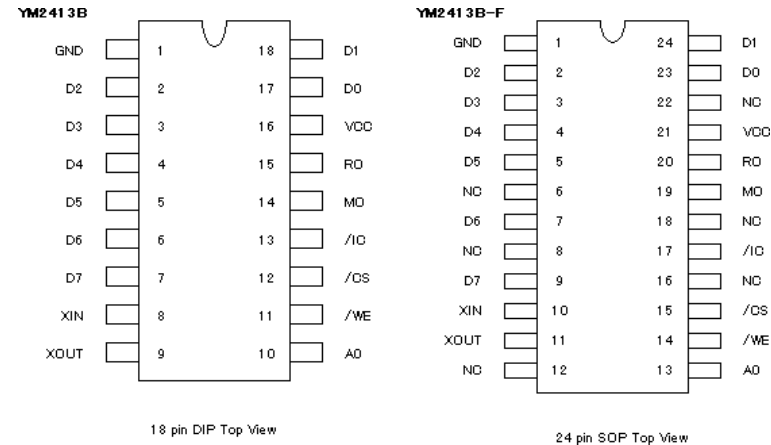 YM2413B
GND 1 18 D1
D2 2 17 D0
D3 3 16 VCC
D4 4 15 RO
D5 5 14 MO
D6 6 13 /IC
D7 7 12 /CS
XIN 8 11 /WE
XOUT 9 10 A0
18 pin DIP Top View
YM2413B-F
GND 1 24 D1
D2 2 23 D0
D3 3 22 NC
D4 4 21 VCC
D5 5 20 RO
NC 6 19 MO
D6 7 18 NC
NC 8 17 /IC
D7 9 16 NC
XIN 10 15 /CS
XOUT 11 14 /WE
NC 12 13 A0
24 pin SOP Top View